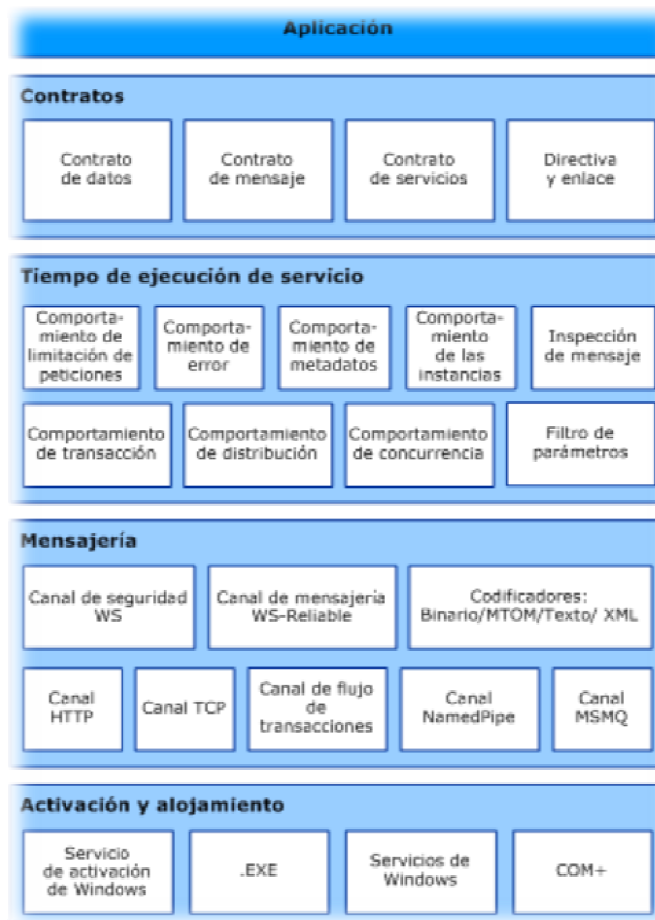 Aplicación
Contratos
Contrato
de datos
Contrato
de mensaje
Contrato
de servicios
Directiva
y enlace
Tiempo de ejecución de servicio
Comporta-
miento de
limitación de
peticiones
Comporta-
miento de
error
Comporta-
miento de
metadatos
Comporta-
miento
de las
instancias
Inspección
de mensaje
Comportamiento
de transacción
Comportamiento
de distribución
Comportamiento
de concurrencia
Filtro de
parámetros
Mensajería
Canal de seguridad
WS
Canal de mensajería
WS-Reliable
Codificadores:
Binario/MTOM/Texto/ XML
Canal
HTTP
Canal TCP
Canal de flujo
de
transacciones
Canal
NamedPipe
Canal
MSMQ
Activación y alojamiento
Servicio
de activación
de Windows
.EXE
Servicios de
Windows
COM+